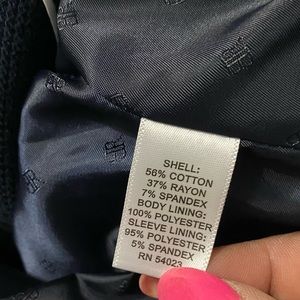 SHELL:
56% COTTON
37% RAYON
7% SPANDEX
BODY LINING:
100% POLYESTER
SLEEVE LINING:
95% POLYESTER
5% SPANDEX
RN 54023